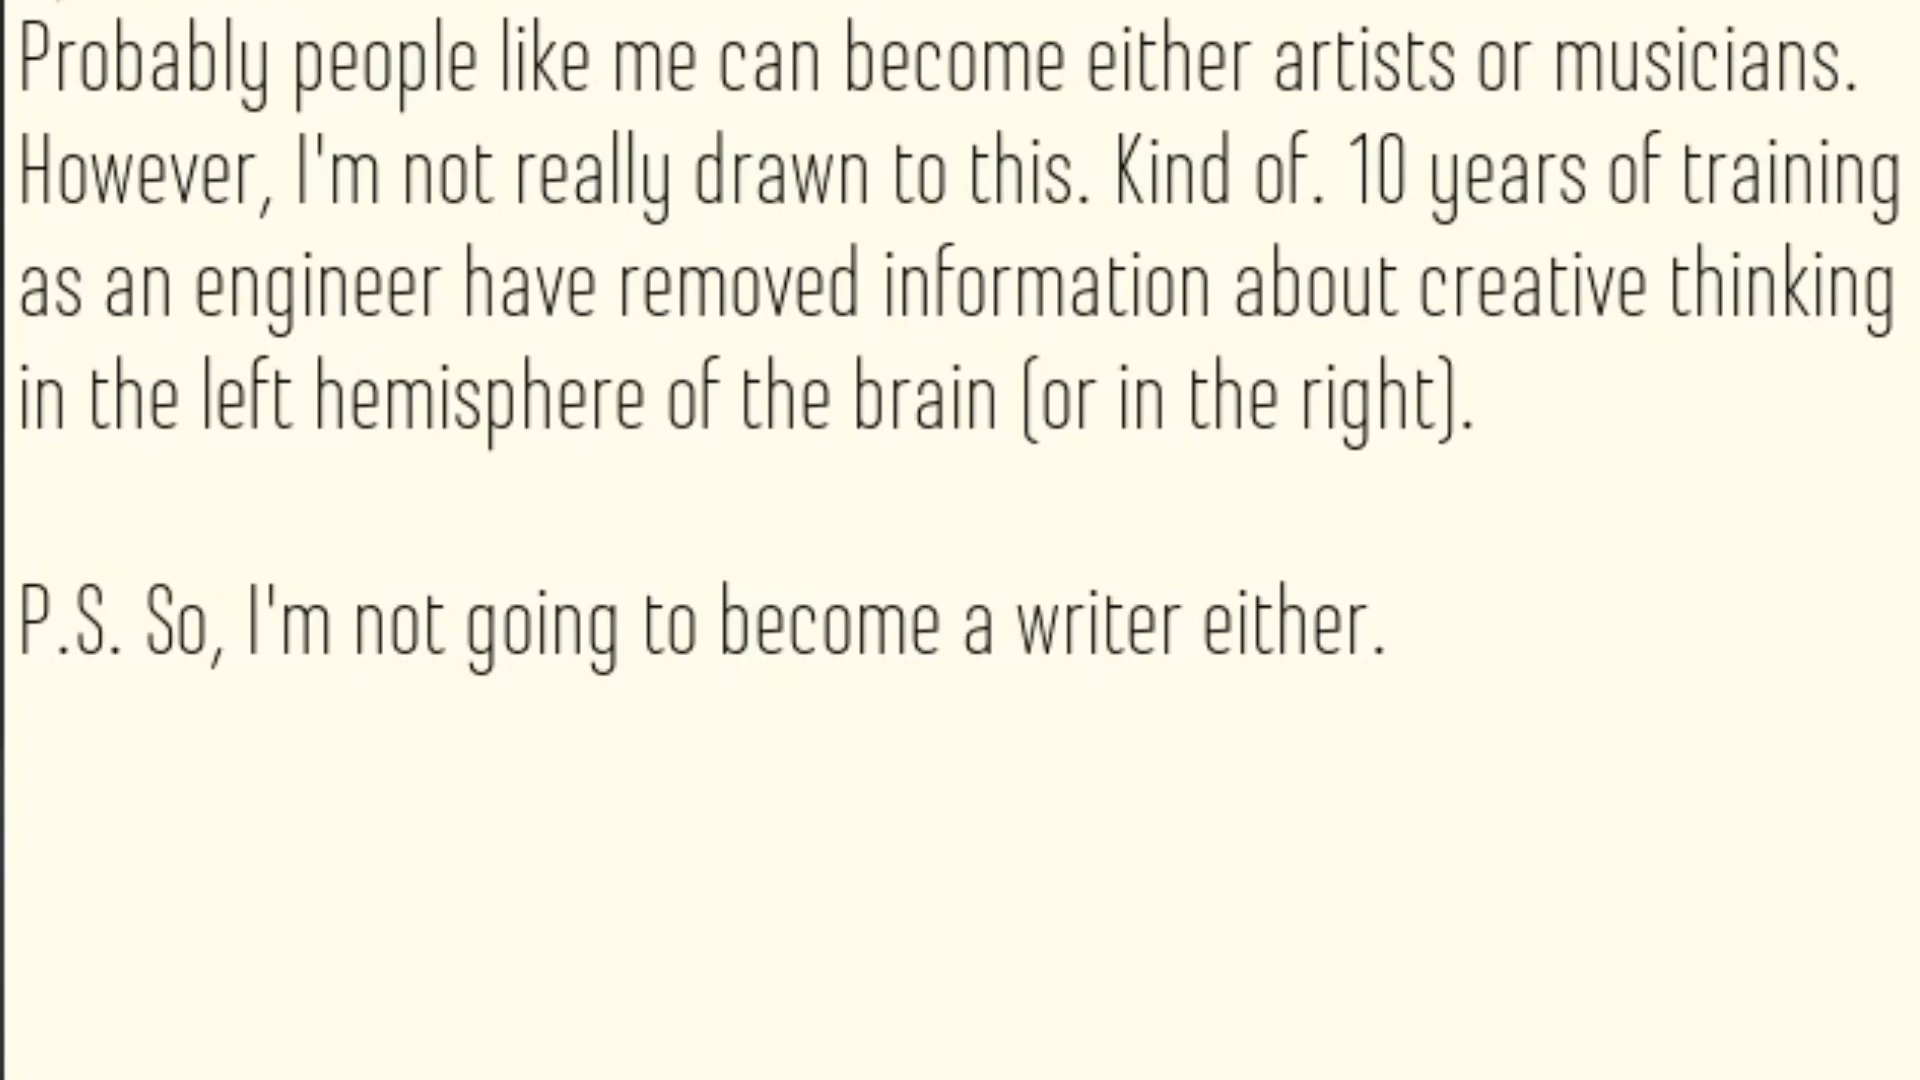 Probably people like me can become either artists or musicians.
However, I'm not really drawn to this. Kind of. 10 years of training
as an engineer have removed information about creative thinking
in the left hemisphere of the brain (or in the right).
P.S. So, I'm not going to become a writer either.